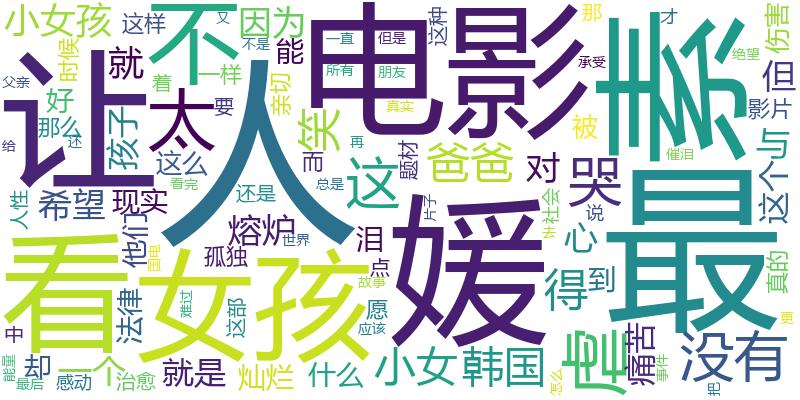 小女孩
这样
不
又
因为
能
一直
但是
电影
这种
那
才
伤害
素
让
时候
就
不是
所有
朋友
承受
绝望
但
父亲
着
一样
亲切
真实
影片
好
孩子
太
要
笑
再
题材
被
与
给
那么
还
人
这么
而
这
爸爸
对
哭
催泪
这个
看完
还是
总是
人性
希望
现实
熔炉
泪
片子
媛
去
社会
说
最
他们
孤独
世界
心
看
女孩
国电
点
故事
得
到
真的
中
法律
难过
这部
愿
应该
更
能量
却
一个
就是
灿烂
什么
小女
韩国
虐
痛苦
事件
没有
最后
感动
治愈
怎么
把